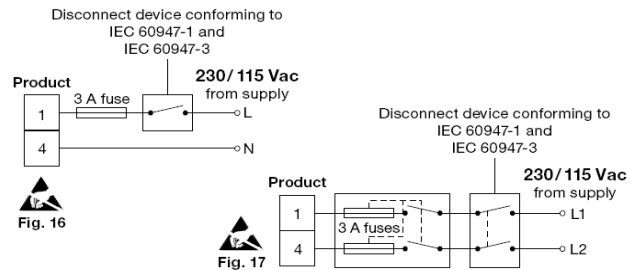 Disconnect device conforming to
IEC 60947-1 and
IEC 60947-3
230/115 Vac
from supply
Product
3 A fuse
1
L
4
N
Fig. 16
Disconnect device conforming to
IEC 60947-1 and
IEC 60947-3
230/115 Vac
from supply
Product
1
L1
3 A fuses
4
L2
Fig. 17